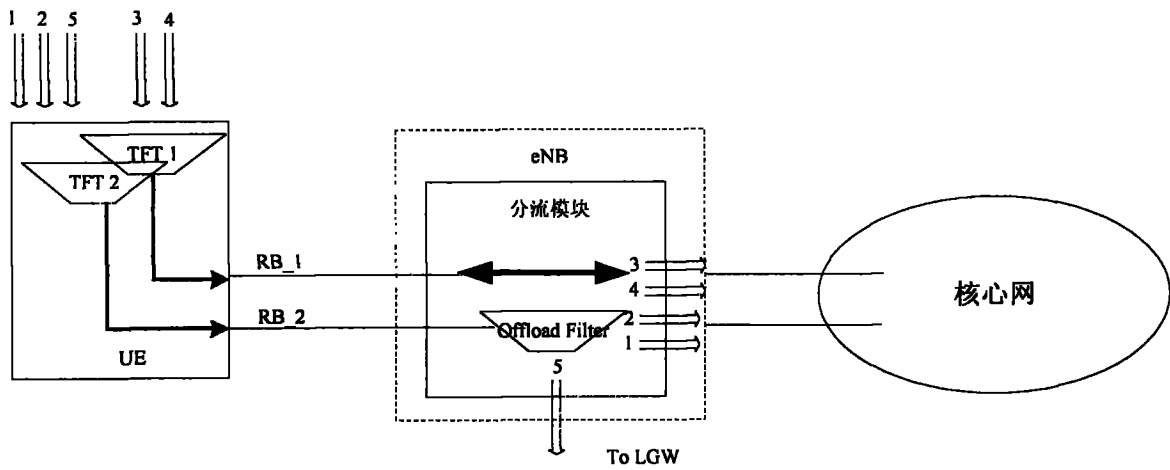 1 2 5 3 4
TFT 1
TFT 2
UE
RB_1
RB_2
eNB
分流模块
3
4
Offload Filter
2
1
5
To LGW
核心网